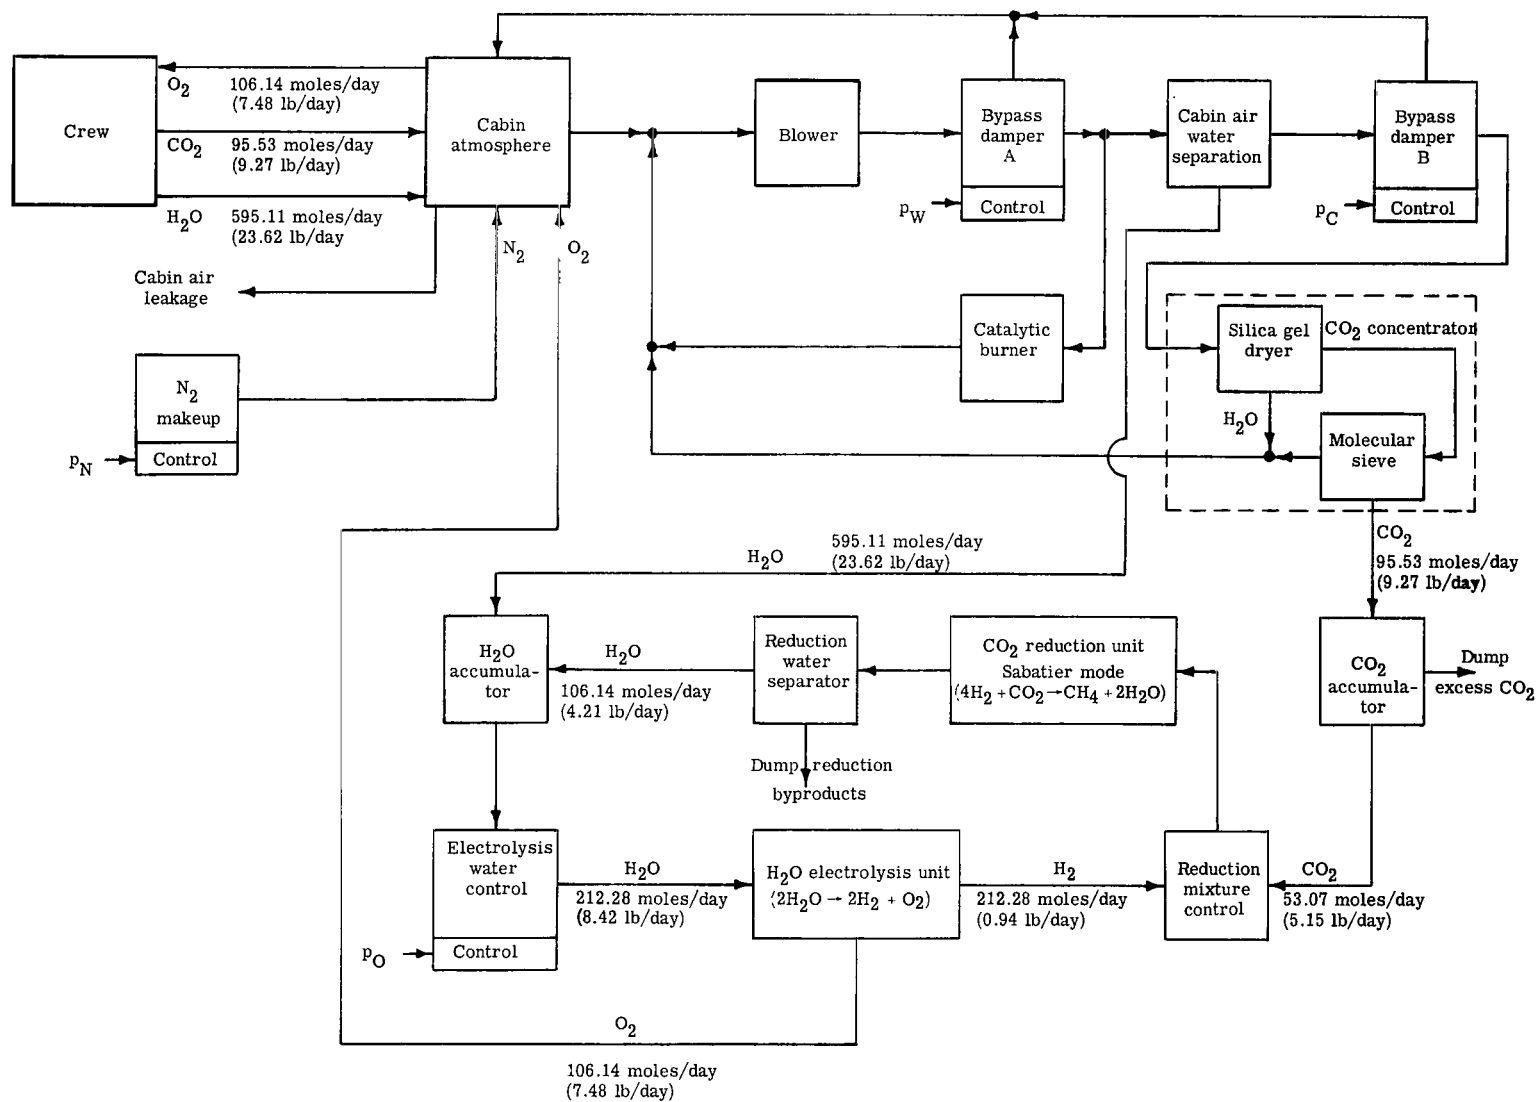 Crew
O2
106.14 moles/day
(7.48 lb/day)
CO2
95.53 moles/day
(9.27 lb/day)
H2O
595.11 moles/day
(23.62 lb/day
Cabin
atmosphere
Blower
Bypass
damper
A
pW
Control
Cabin air
water
separation
Bypass
damper
B
pC
Control
N2
O2
Cabin air
leakage
N2
makeup
pN
Control
Catalytic
burner
Silica gel
dryer
CO2 concentrator
H2O
Molecular
sieve
CO2
95.53 moles/day
(9.27 lb/day)
H2O
595.11 moles/day
(23.62 lb/day)
H2O
accumula-
tor
H2O
106.14 moles/day
(4.21 lb/day)
Reduction
water
separator
CO2 reduction unit
Sabatier mode
(4H2 + CO2 → CH4 + 2H2O)
CO2
accumula-
tor
Dump
excess CO2
Dump reduction
byproducts
Electrolysis
water
control
pO
Control
H2O
212.28 moles/day
(8.42 lb/day)
H2O electrolysis unit
(2H2O → 2H2 + O2)
H2
212.28 moles/day
(0.94 lb/day)
Reduction
mixture
control
CO2
53.07 moles/day
(5.15 lb/day)
O2
106.14 moles/day
(7.48 lb/day)